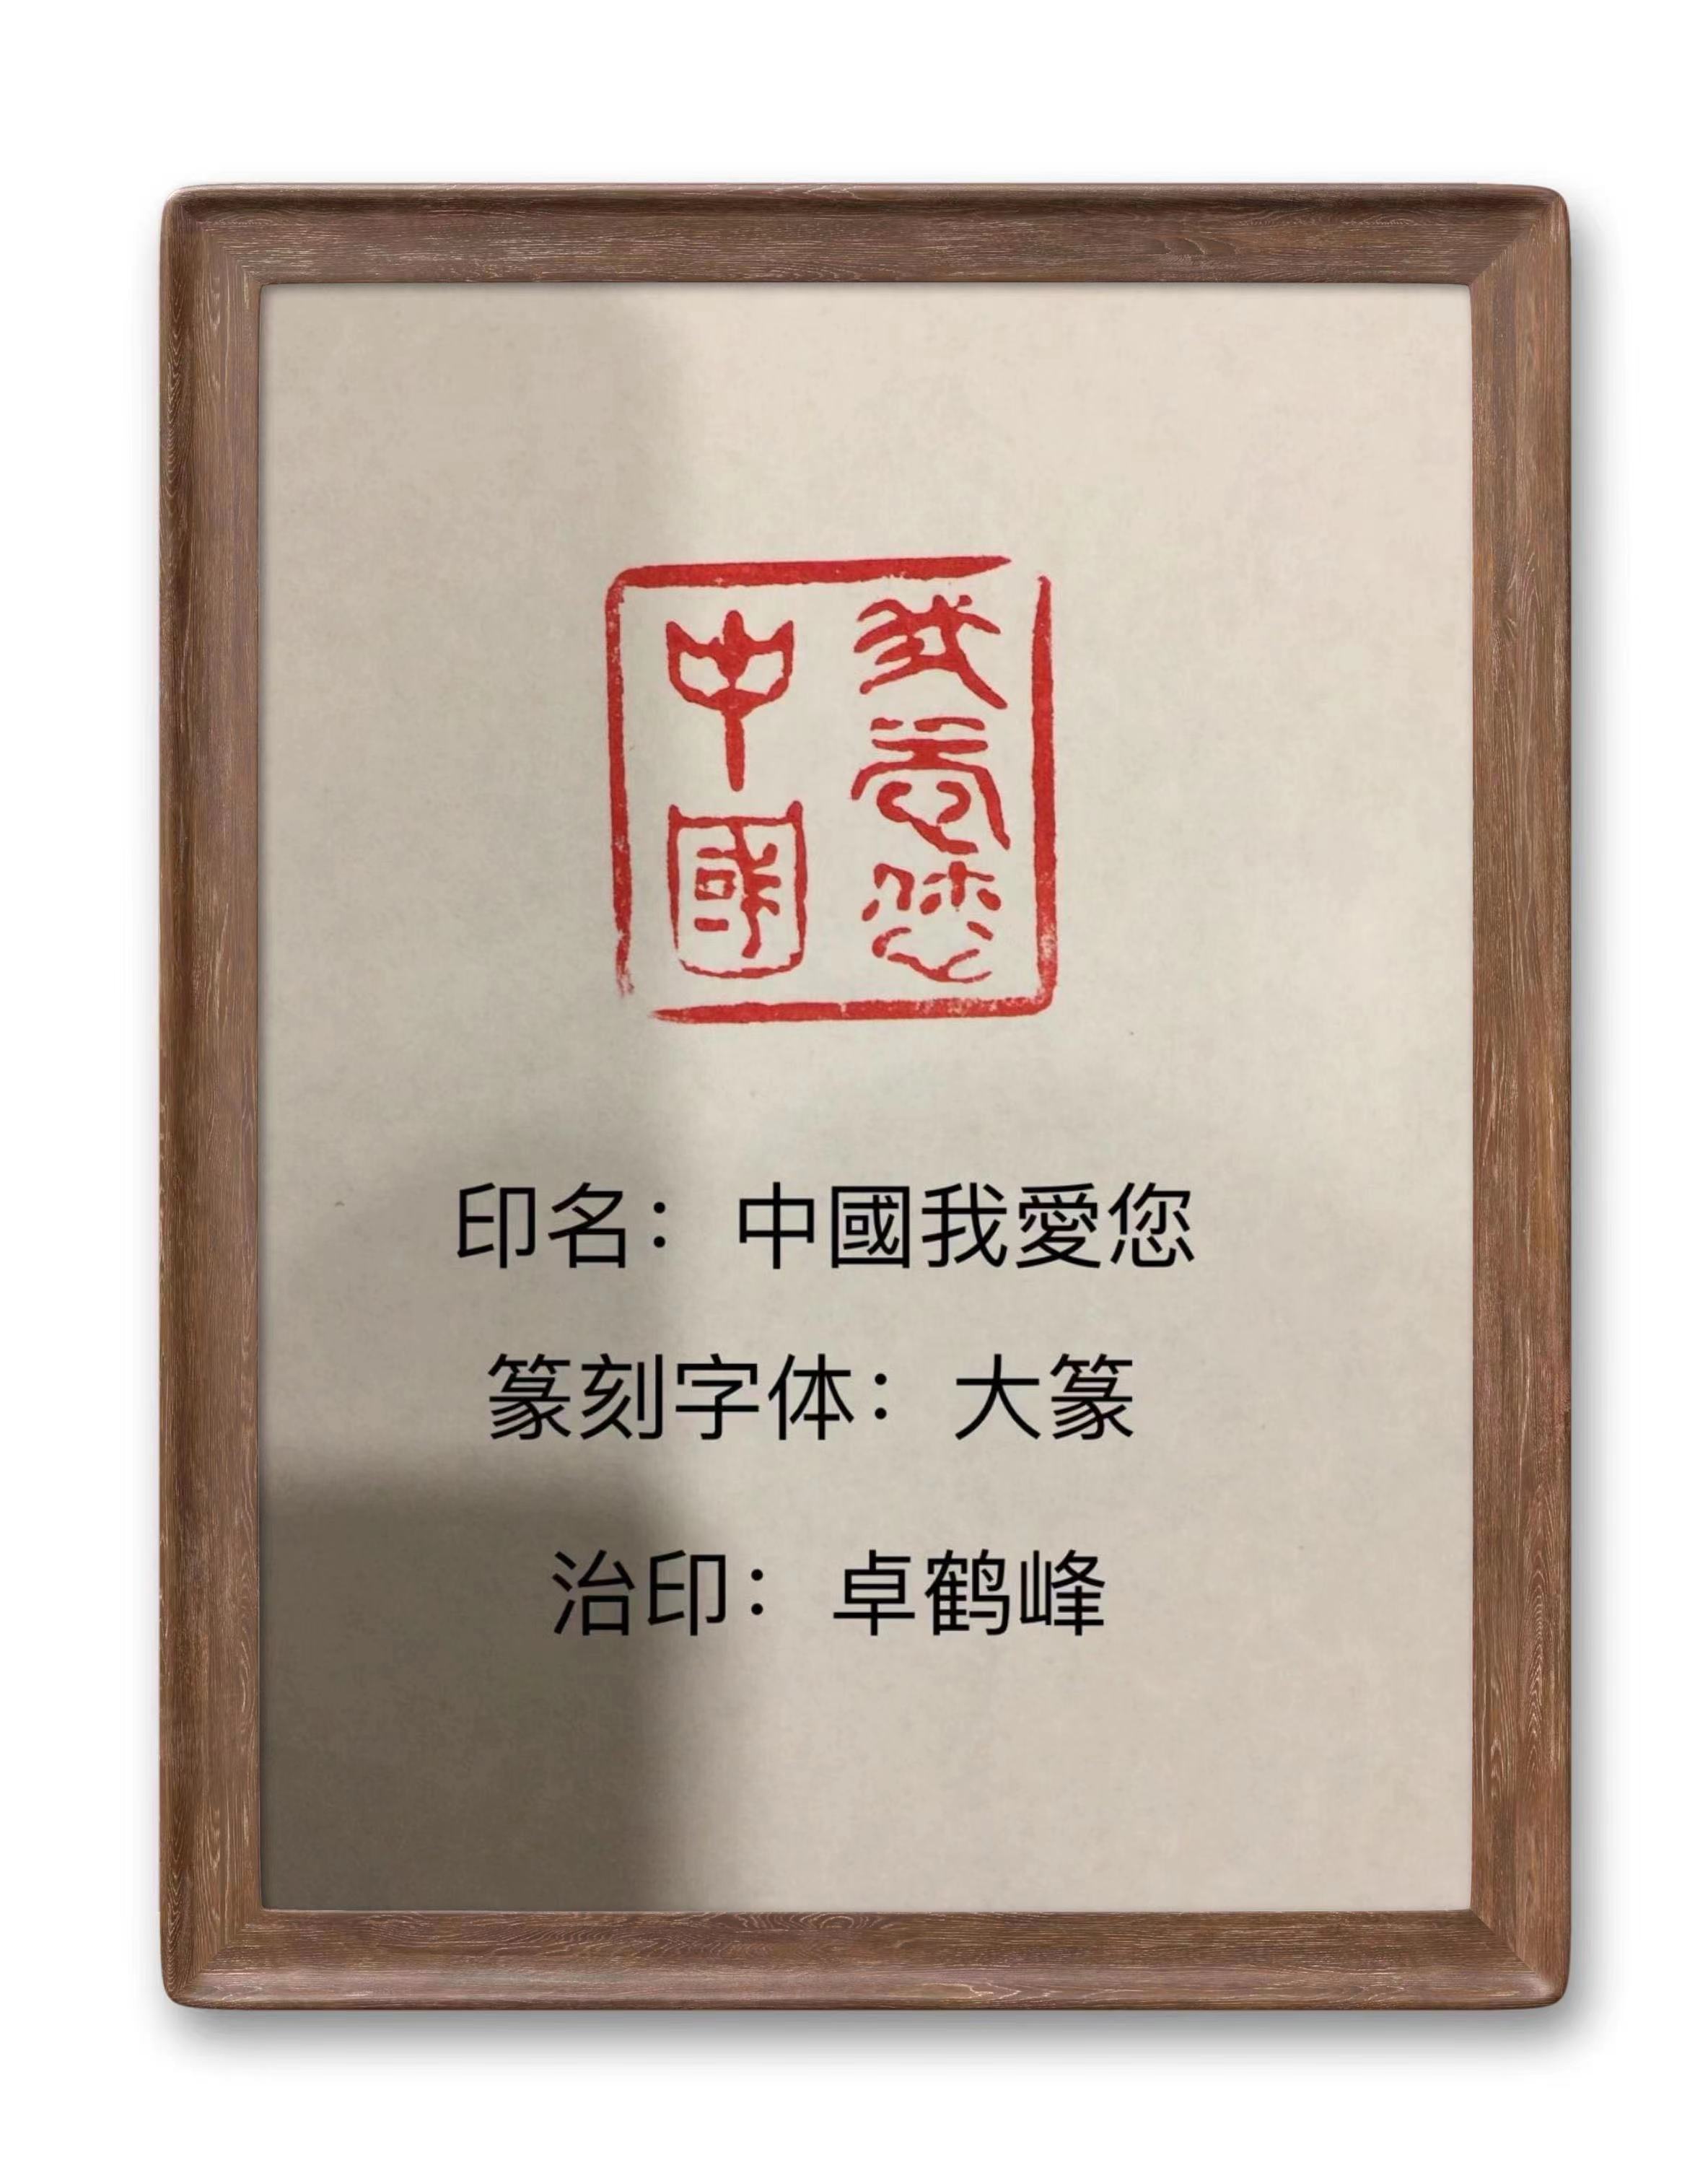 中國
我愛您
印名：中國我愛您
篆刻字体：大篆
治印：卓鹤峰